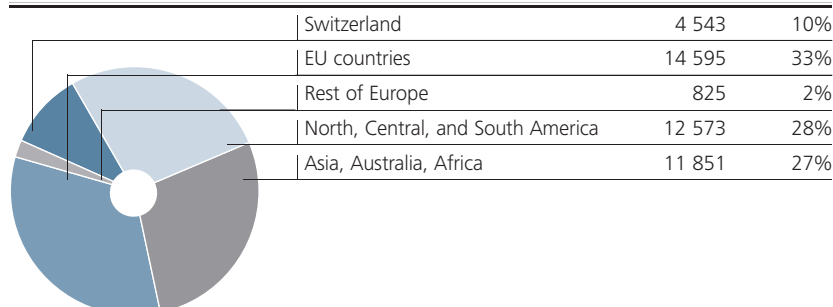 Switzerland 4 543 10%
EU countries 14 595 33%
Rest of Europe 825 2%
North, Central, and South America 12 573 28%
Asia, Australia, Africa 11 851 27%